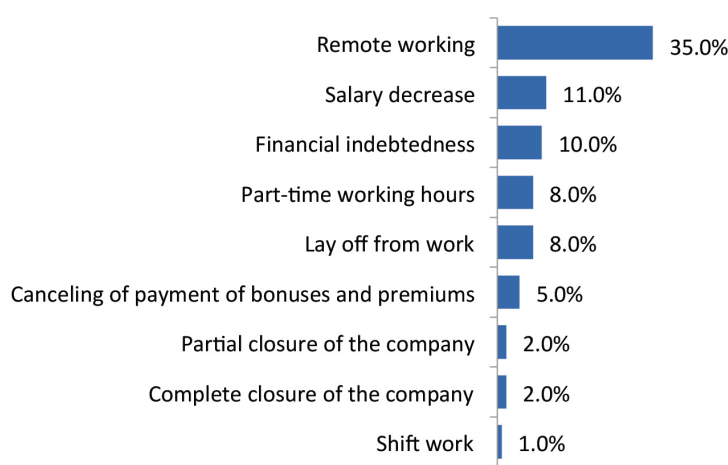 Remote working 35.0%
Salary decrease 11.0%
Financial indebtedness 10.0%
Part-time working hours 8.0%
Lay off from work 8.0%
Canceling of payment of bonuses and premiums 5.0%
Partial closure of the company 2.0%
Complete closure of the company 2.0%
Shift work 1.0%